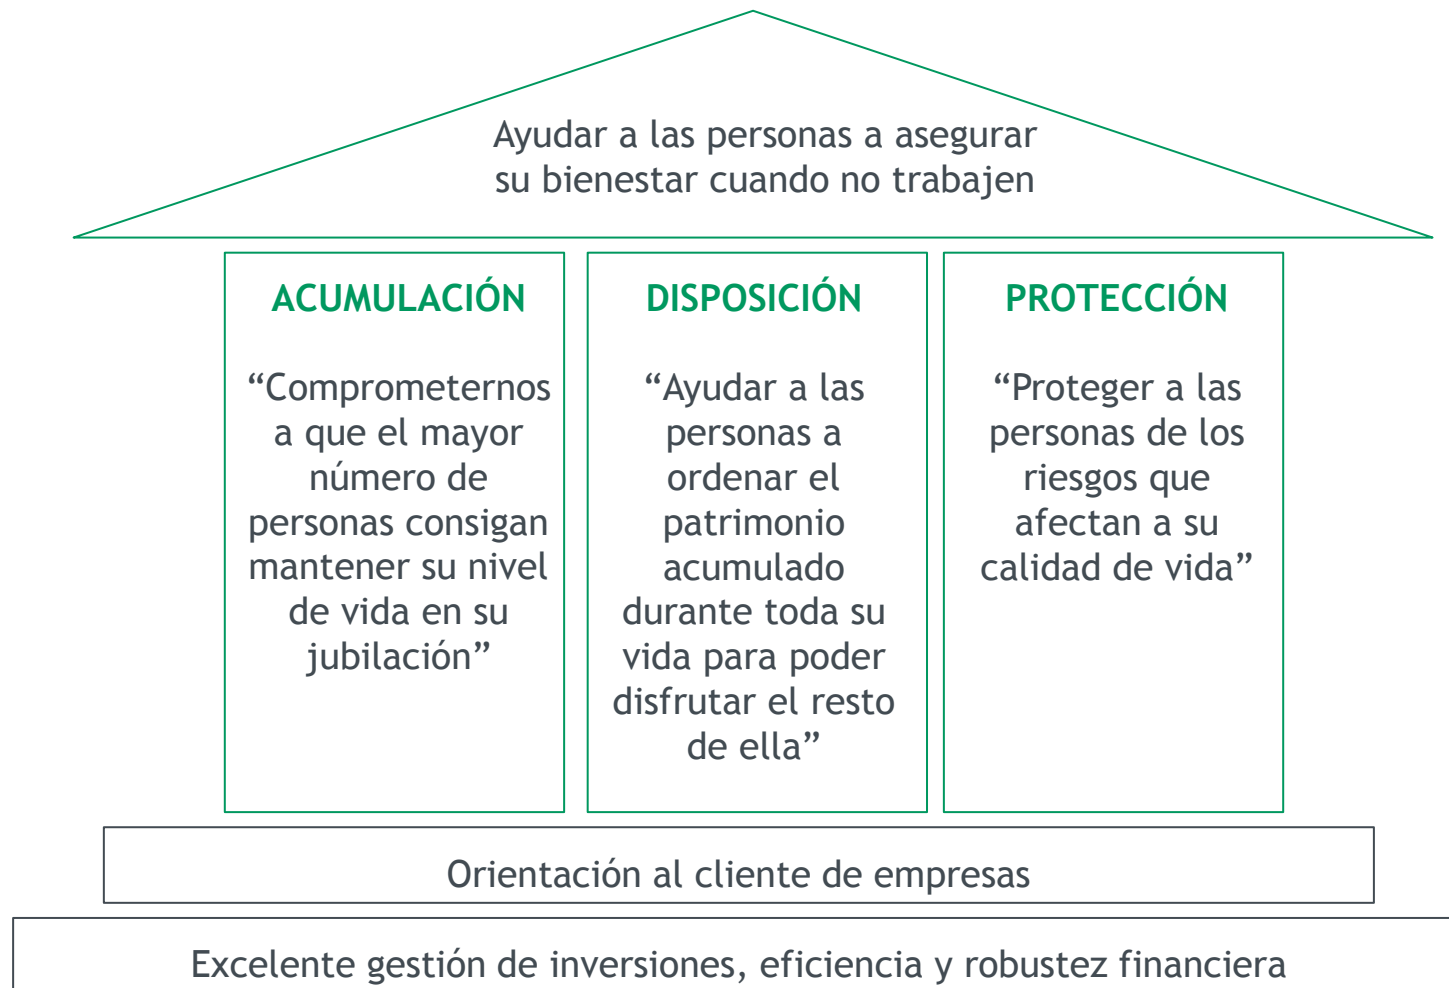 Ayudar a las personas a asegurar
su bienestar cuando no trabajen
ACUMULACIÓN
“Comprometernos
a que el mayor
número de
personas consigan
mantener su nivel
de vida en su
jubilación”
DISPOSICIÓN
“Ayudar a las
personas a
ordenar el
patrimonio
acumulado
durante toda su
vida para poder
disfrutar el resto
de ella”
PROTECCIÓN
“Proteger a las
personas de los
riesgos que
afectan a su
calidad de vida”
Orientación al cliente de empresas
Excelente gestión de inversiones, eficiencia y robustez financiera